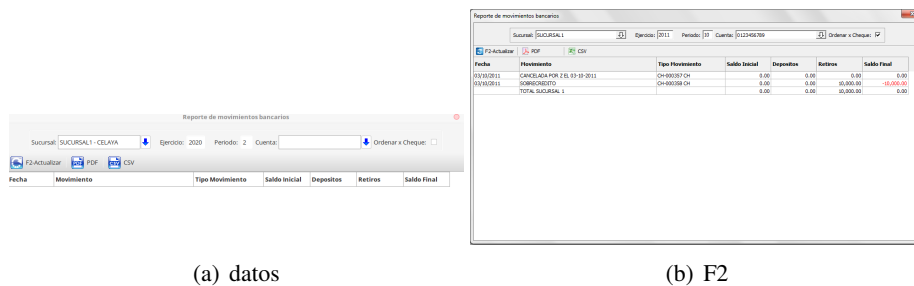 Reporte de movimientos bancarios
Sucursal: SUCURSAL1 - CELAYA Ejercicio: 2020 Periodo: 2 Cuenta: Ordenar x Cheque:
F2-Actualizar PDF CSV
Fecha Movimiento Tipo Movimiento Saldo Inicial Depositos Retiros Saldo Final
(a) datos
Reporte de movimientos bancarios
Sucursal: SUCURSAL1 Ejercicio: 2011 Periodo: 10 Cuenta: 0123456789 Ordenar x Cheque:
F2-Actualizar PDF CSV
Fecha Movimiento Tipo Movimiento Saldo Inicial Depositos Retiros Saldo Final
03/10/2011 CANCELADA POR Z EL 03-10-2011 CH-000357 CH 0.00 0.00 0.00 0.00
03/10/2011 SOBRECREDITO CH-000358 CH 0.00 0.00 10,000.00 -10,000.00
TOTAL SUCURSAL 1 0.00 0.00 10,000.00 0.00
(b) F2